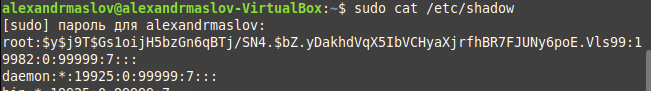 alexandrmaslov@alexandrmaslov-VirtualBox:~$ sudo cat /etc/shadow
[sudo] пароль для alexandrmaslov:
root:$y$j9T$Gs1oijH5bzGn6qBTj/SN4.$bZ.yDakhdVqX5IbVCHyaXjrfhBR7FJUNy6poE.Vls99:1
9982:0:99999:7:::
daemon:*:19925:0:99999:7:::